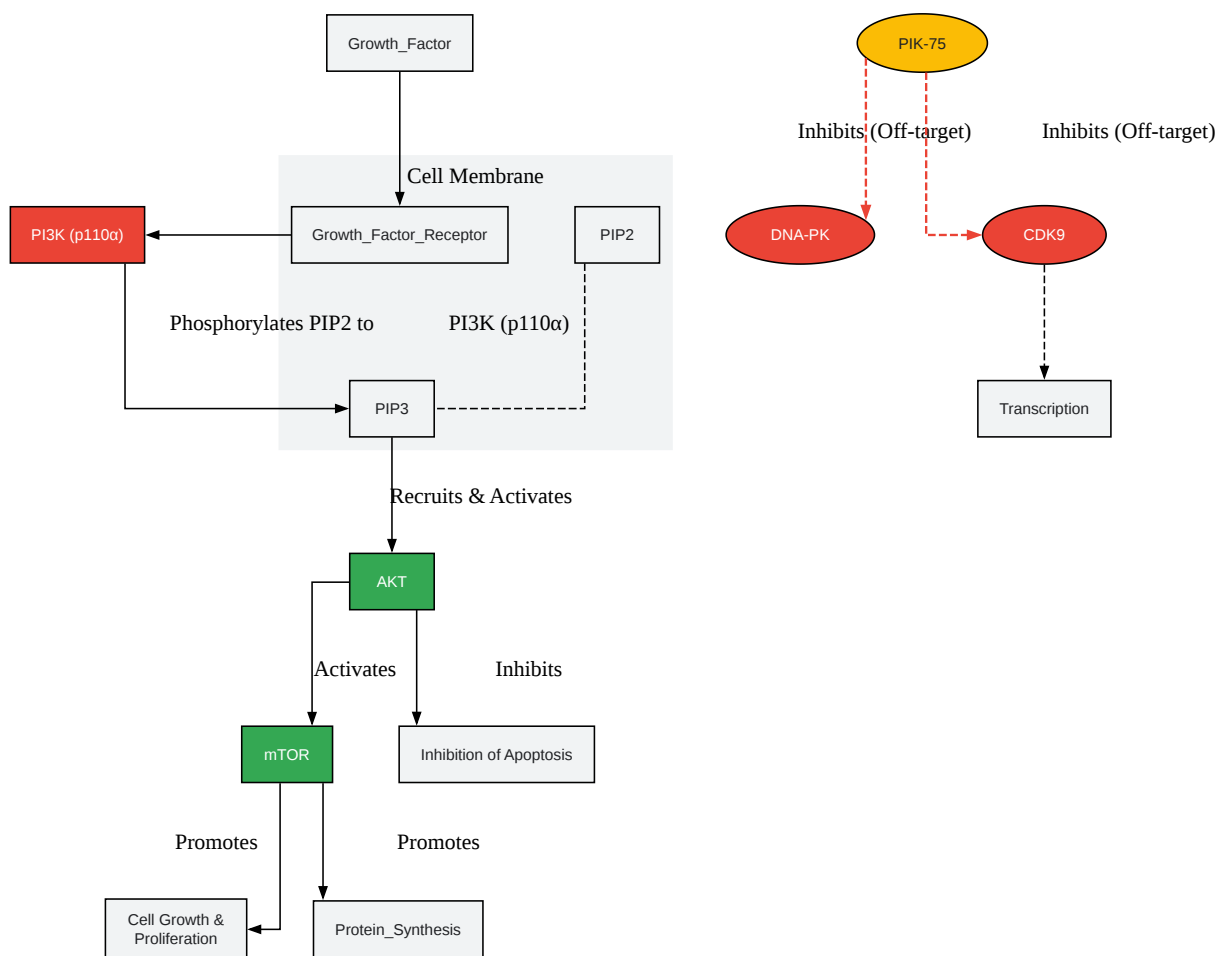 Growth_Factor
PIK-75
Inhibits (Off-target)
Inhibits (Off-target)
Cell Membrane
PI3K (p110α)
Growth_Factor_Receptor
PIP2
DNA-PK
CDK9
Phosphorylates PIP2 to
PI3K (p110α)
PIP3
Transcription
Recruits & Activates
AKT
Activates
Inhibits
mTOR
Inhibition of Apoptosis
Promotes
Promotes
Cell Growth &
Proliferation
Protein_Synthesis